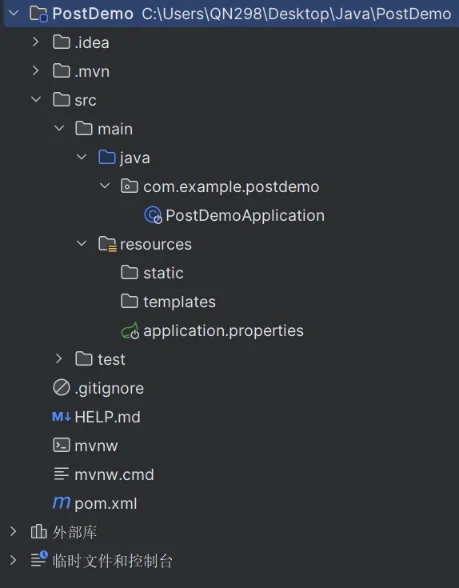 PostDemo C:\Users\QN298\Desktop\Java\PostDemo
.idea
.mvn
src
main
java
com.example.postdemo
PostDemoApplication
resources
static
templates
application.properties
test
.gitignore
M↓ HELP.md
mvnw
mvnw.cmd
m pom.xml
外部库
临时文件和控制台